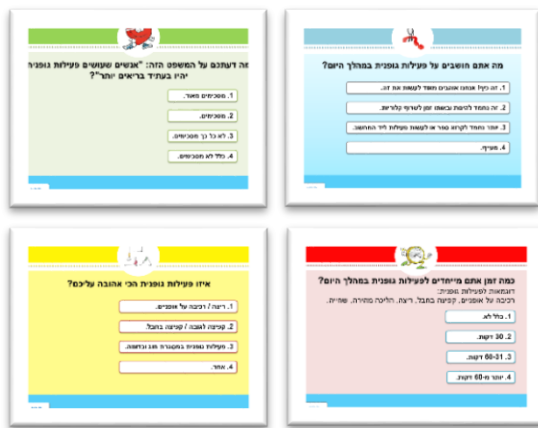 מה אתם חושבים על פעילות גופנית במהלך היום?
1. זה כיף! אנחנו אוהבים מאוד לעשות את זה.
2. זה נחמד להזיז ובאותו זמן לשרוף קלוריות.
3. יותר נחמד לקרוא ספר או לעשות פעילות ליד המחשב.
4. מעייף.
מה דעתכם על המשפט הזה: "אנשים שעושים פעילות גופנית
יהיו בעתיד בריאים יותר"?
1. מסכימים מאוד.
2. מסכימים.
3. לא כל כך מסכימים.
4. כלל לא מסכימים.
כמה זמן אתם מייחדים לפעילות גופנית במהלך היום?
דוגמאות לפעילות גופנית:
רכיבה על אופניים, קפיצה בחבל, ריצה, הליכה מהירה, שחייה.
1. כלל לא.
2. 30 דקות.
3. 60-31 דקות.
4. יותר מ-60 דקות.
איזו פעילות גופנית הכי אהובה עליכם?
1. ריצה / רכיבה על אופניים.
2. קפיצה לגובה / קפיצה בחבל.
3. פעילות גופנית במסגרת חוג וכדומה.
4. אחר.